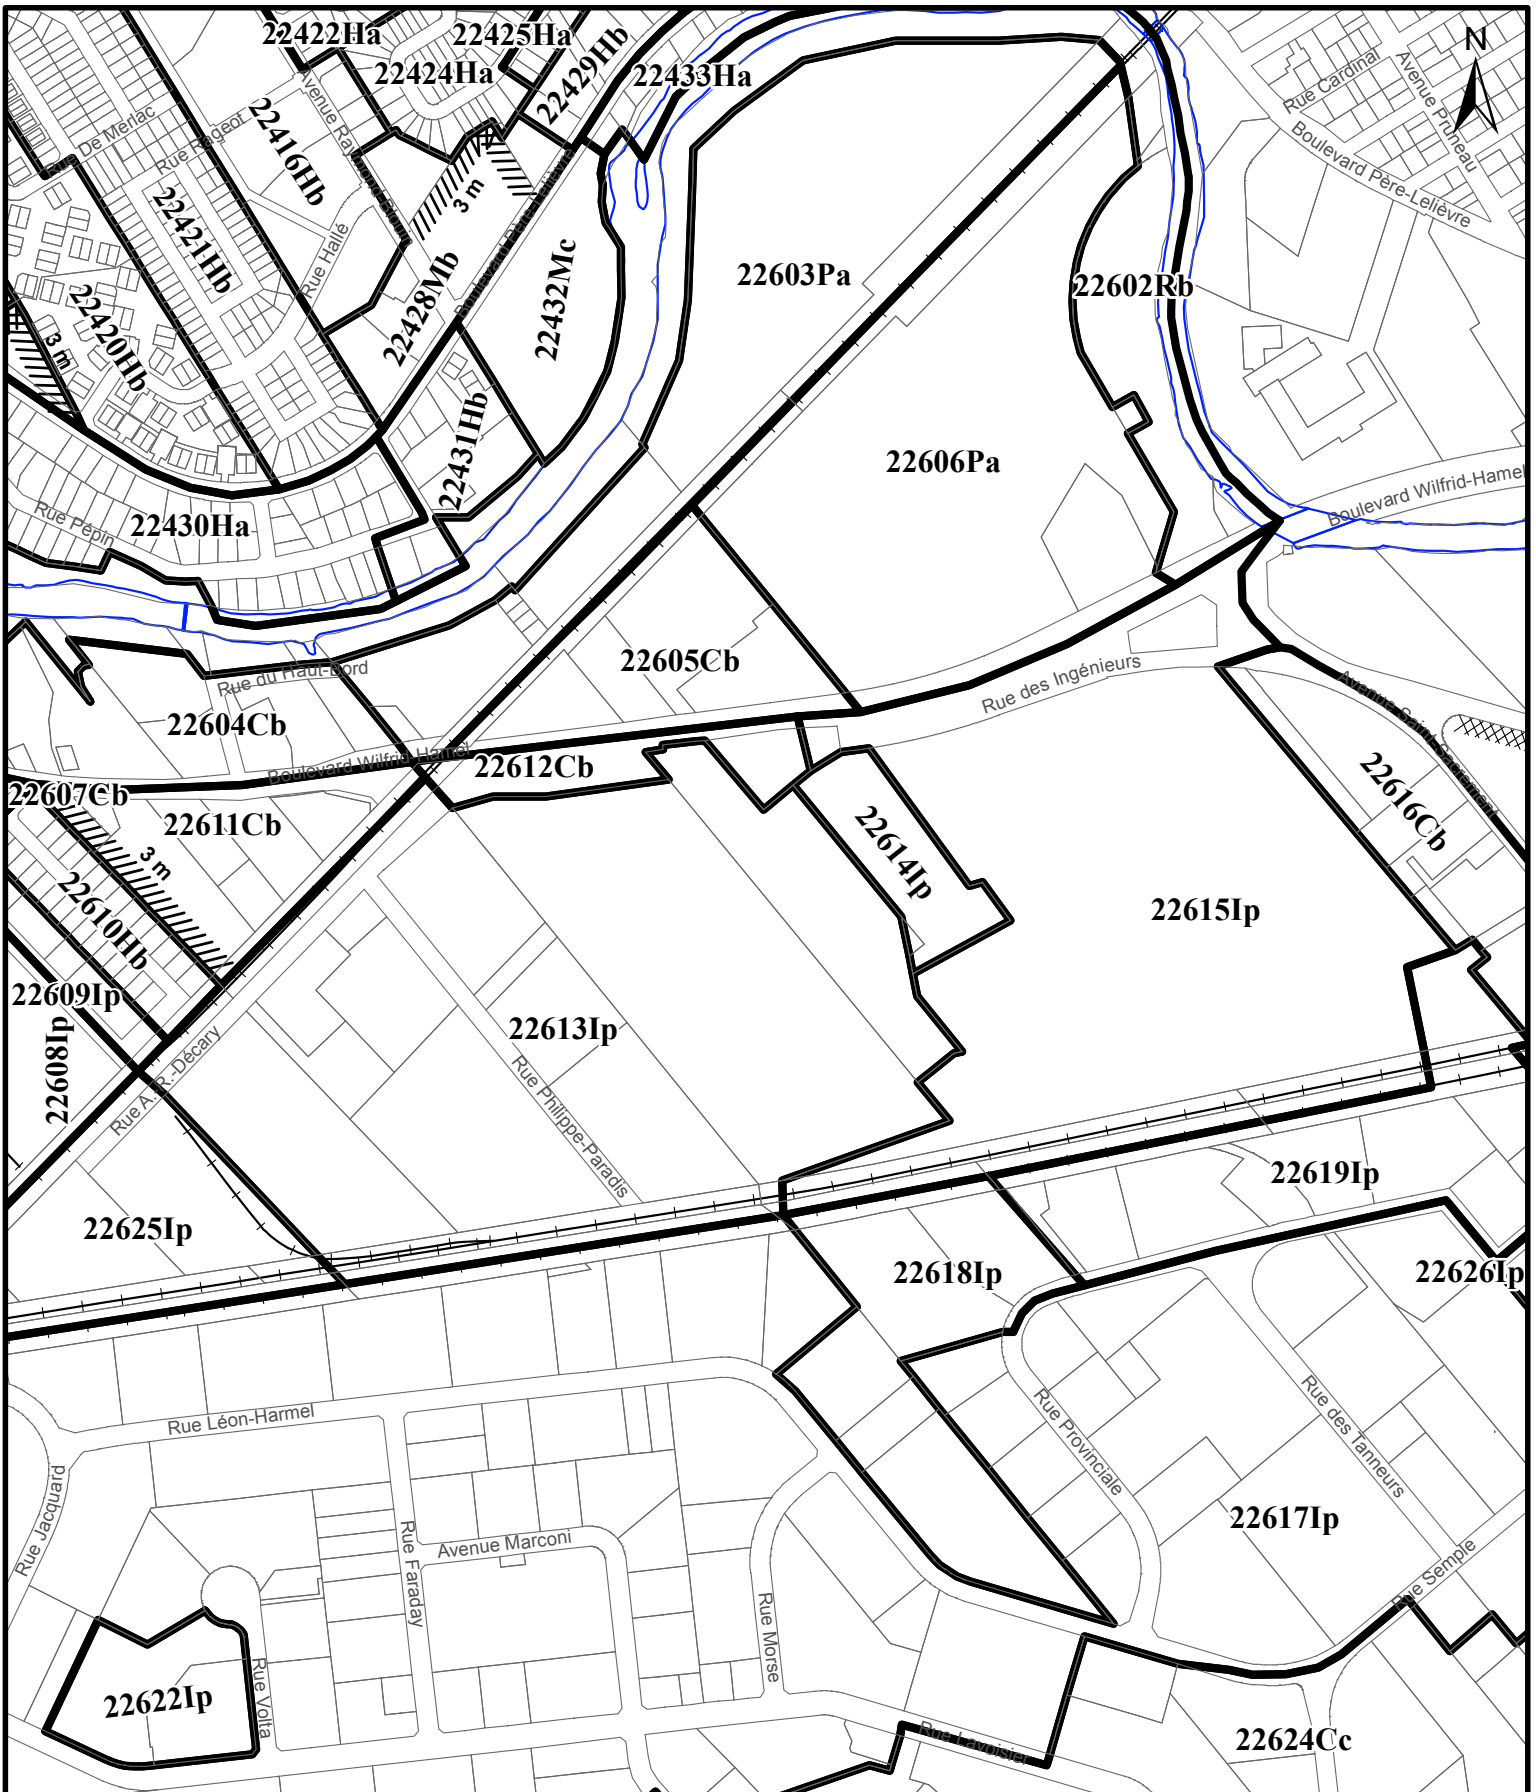 22422Ha
22425Ha
22424Ha
22429Hb
22433Ha
N
Rue Cardinal
Avenue Pruneau
Boulevard Père-Lelièvre
Rue De Merlac
Rue Rageot
22416Hb
Avenue Raymond-Blouin
3 m
Boulevard Père-Lelièvre
22421Hb
Rue Hallé
22428Mb
22432Mc
22603Pa
22602Rb
22420Hb
3 m
22431Hb
22606Pa
Boulevard Wilfrid-Hamel
Rue Pépin
22430Ha
22605Cb
Rue des Ingénieurs
Rue du Haut-Bord
22604Cb
Avenue Saint-Sacrement
Boulevard Wilfrid-Hamel
22612Cb
22607Cb
22611Cb
22616Cb
3 m
22614Ip
22610Hb
22615Ip
22609Ip
22613Ip
22608Ip
Rue A.-R.-Décary
Rue Philippe-Paradis
22619Ip
22625Ip
22618Ip
22626Ip
Rue Léon-Harmel
Rue Provinciale
Rue des Tanneurs
Rue Jacquard
22617Ip
Rue Faraday
Avenue Marconi
Rue Semple
Rue Morse
22622Ip
Rue Volta
Rue Lavoisier
22624Cc